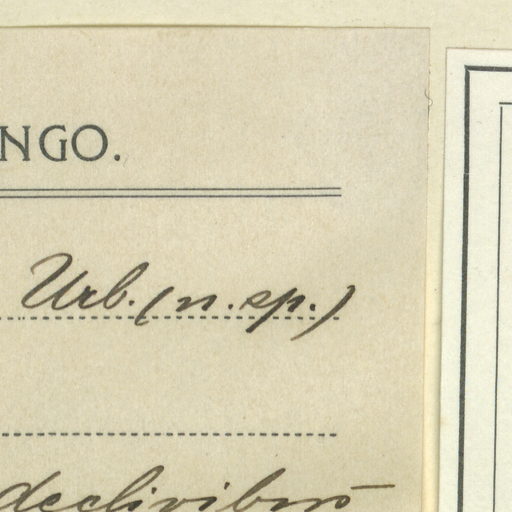 NGO.
Urb. (n. sp.)
declivibus